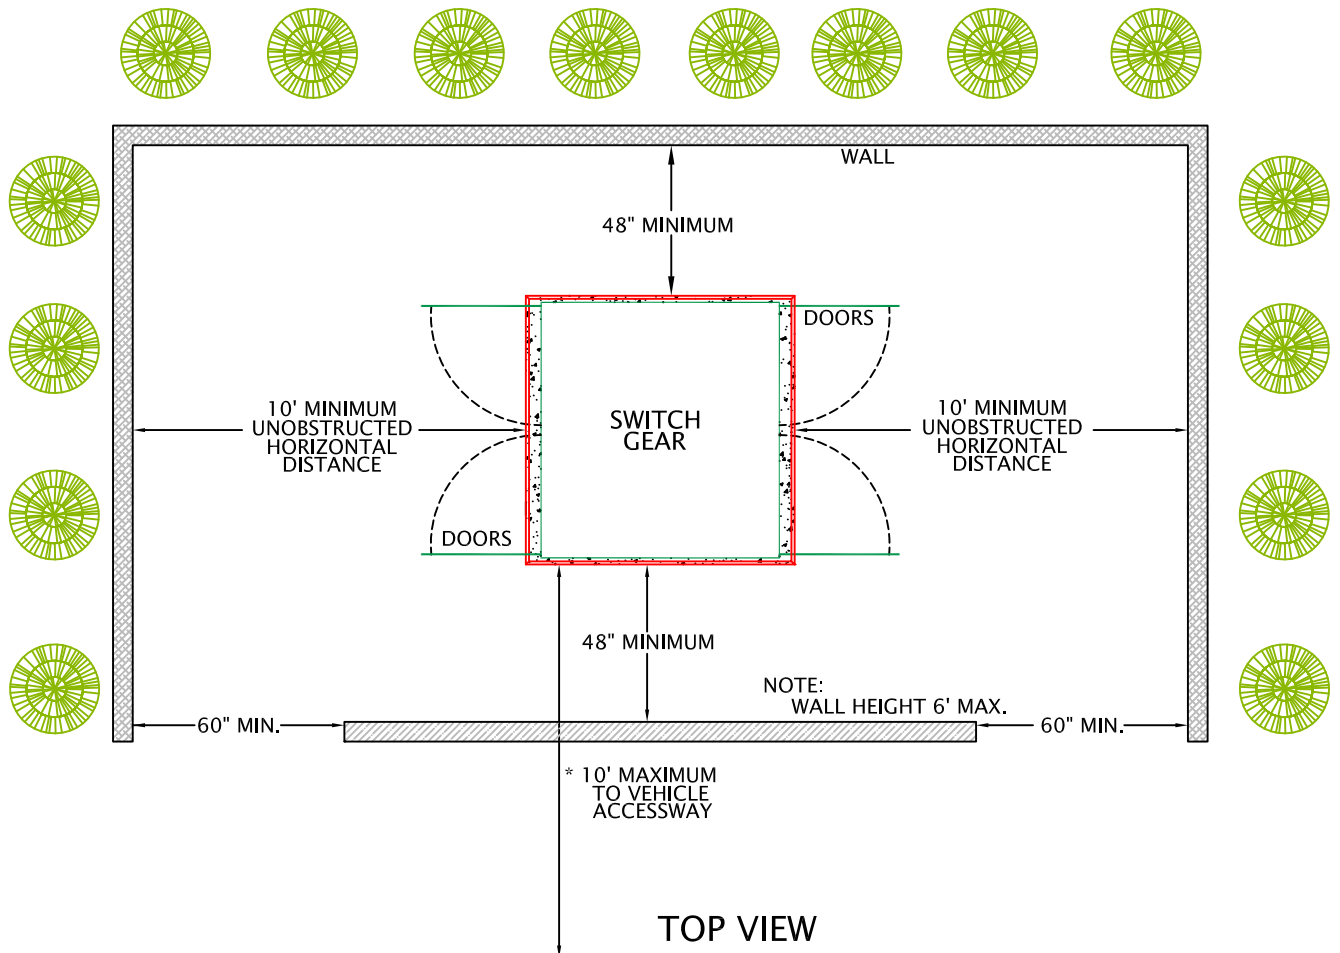 WALL
48" MINIMUM
DOORS
10' MINIMUM
UNOBSTRUCTED
HORIZONTAL
DISTANCE
SWITCH
GEAR
10' MINIMUM
UNOBSTRUCTED
HORIZONTAL
DISTANCE
DOORS
48" MINIMUM
NOTE:
WALL HEIGHT 6' MAX.
60" MIN.
60" MIN.
* 10' MAXIMUM
TO VEHICLE
ACCESSWAY
TOP VIEW